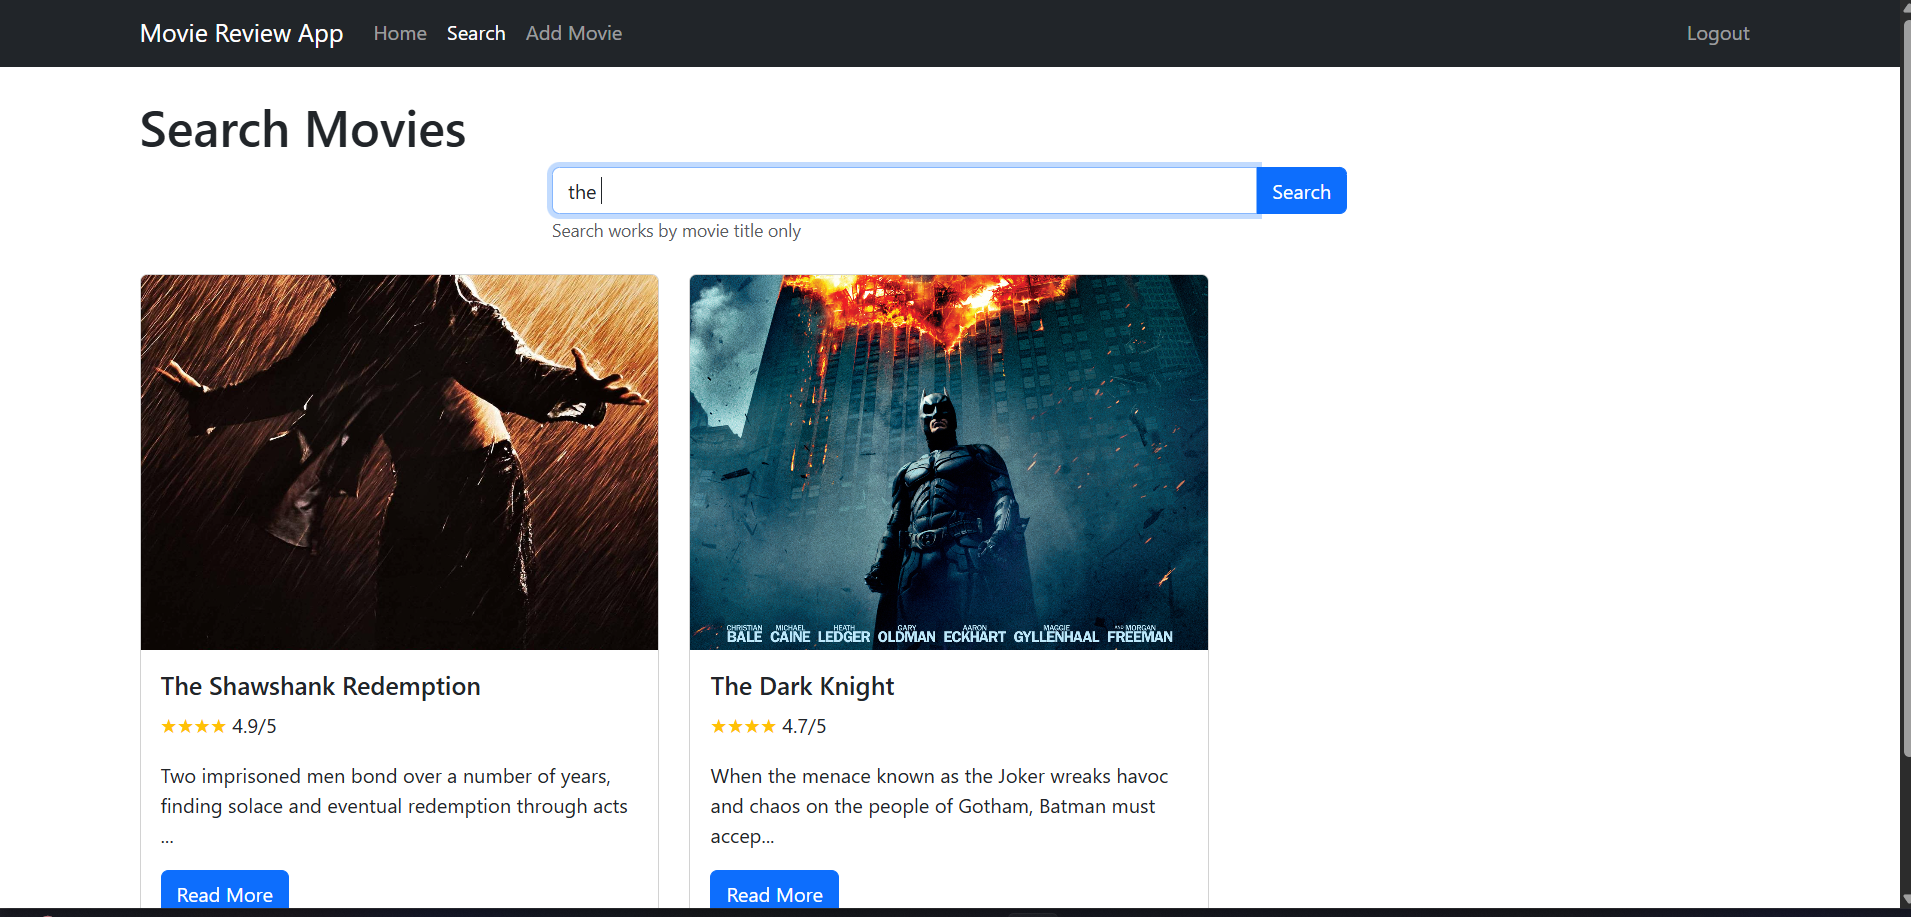 Movie Review App Home Search Add Movie Logout
Search Movies
the
Search
Search works by movie title only
CHRISTIAN BALE MICHAEL CAINE HEATH LEDGER GARY OLDMAN AARON ECKHART MAGGIE GYLLENHAAL AND MORGAN FREEMAN
The Shawshank Redemption
★★★★ 4.9/5
Two imprisoned men bond over a number of years,
finding solace and eventual redemption through acts
...
Read More
The Dark Knight
★★★★ 4.7/5
When the menace known as the Joker wreaks havoc
and chaos on the people of Gotham, Batman must
accep...
Read More